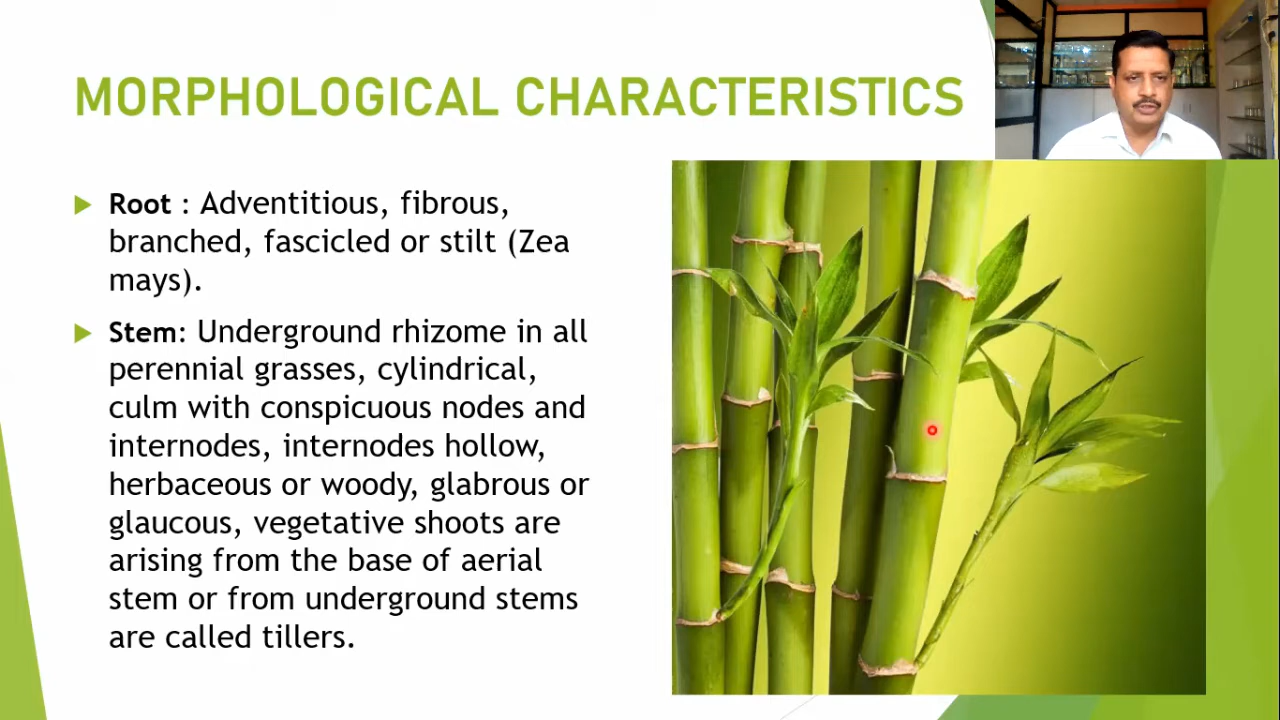 MORPHOLOGICAL CHARACTERISTICS
Root : Adventitious, fibrous,
branched, fascicled or stilt (Zea
mays).
Stem: Underground rhizome in all
perennial grasses, cylindrical,
culm with conspicuous nodes and
internodes, internodes hollow,
herbaceous or woody, glabrous or
glaucous, vegetative shoots are
arising from the base of aerial
stem or from underground stems
are called tillers.